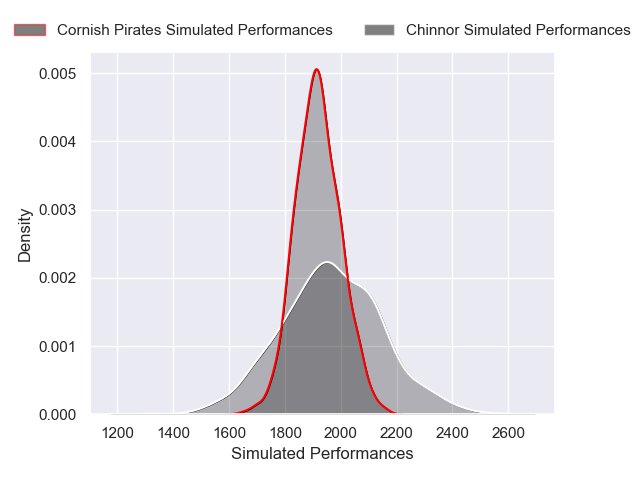 Cornish Pirates Simulated Performances Chinnor Simulated Performances
0.005
0.004
0.003
0.002
0.001
0.000
Density
1200 1400 1600 1800 2000 2200 2400 2600
Simulated Performances